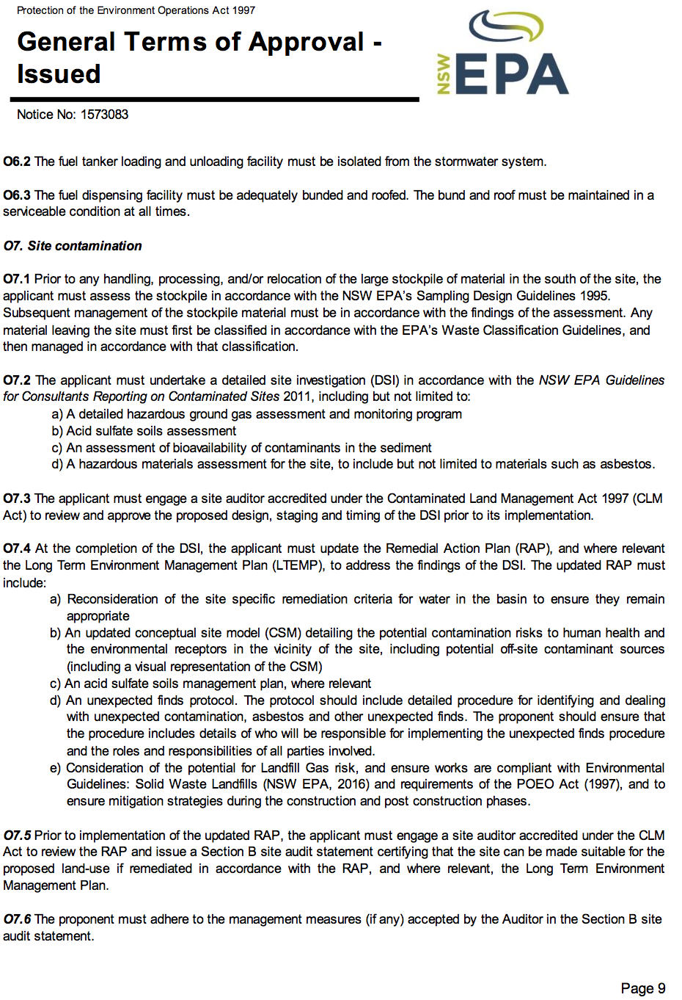 Protection of the Environment Operations Act 1997
General Terms of Approval -
Issued
NSW EPA
Notice No: 1573083
O6.2 The fuel tanker loading and unloading facility must be isolated from the stormwater system.
O6.3 The fuel dispensing facility must be adequately bunded and roofed. The bund and roof must be maintained in a
serviceable condition at all times.
O7. Site contamination
O7.1 Prior to any handling, processing, and/or relocation of the large stockpile of material in the south of the site, the
applicant must assess the stockpile in accordance with the NSW EPA's Sampling Design Guidelines 1995.
Subsequent management of the stockpile material must be in accordance with the findings of the assessment. Any
material leaving the site must first be classified in accordance with the EPA's Waste Classification Guidelines, and
then managed in accordance with that classification.
O7.2 The applicant must undertake a detailed site investigation (DSI) in accordance with the NSW EPA Guidelines
for Consultants Reporting on Contaminated Sites 2011, including but not limited to:
a) A detailed hazardous ground gas assessment and monitoring program
b) Acid sulfate soils assessment
c) An assessment of bioavailability of contaminants in the sediment
d) A hazardous materials assessment for the site, to include but not limited to materials such as asbestos.
O7.3 The applicant must engage a site auditor accredited under the Contaminated Land Management Act 1997 (CLM
Act) to review and approve the proposed design, staging and timing of the DSI prior to its implementation.
O7.4 At the completion of the DSI, the applicant must update the Remedial Action Plan (RAP), and where relevant
the Long Term Environment Management Plan (LTEMP), to address the findings of the DSI. The updated RAP must
include:
a) Reconsideration of the site specific remediation criteria for water in the basin to ensure they remain
appropriate
b) An updated conceptual site model (CSM) detailing the potential contamination risks to human health and
the environmental receptors in the vicinity of the site, including potential off-site contaminant sources
(including a visual representation of the CSM)
c) An acid sulfate soils management plan, where relevant
d) An unexpected finds protocol. The protocol should include detailed procedure for identifying and dealing
with unexpected contamination, asbestos and other unexpected finds. The proponent should ensure that
the procedure includes details of who will be responsible for implementing the unexpected finds procedure
and the roles and responsibilities of all parties involved.
e) Consideration of the potential for Landfill Gas risk, and ensure works are compliant with Environmental
Guidelines: Solid Waste Landfills (NSW EPA, 2016) and requirements of the POEO Act (1997), and to
ensure mitigation strategies during the construction and post construction phases.
O7.5 Prior to implementation of the updated RAP, the applicant must engage a site auditor accredited under the CLM
Act to review the RAP and issue a Section B site audit statement certifying that the site can be made suitable for the
proposed land-use if remediated in accordance with the RAP, and where relevant, the Long Term Environment
Management Plan.
O7.6 The proponent must adhere to the management measures (if any) accepted by the Auditor in the Section B site
audit statement.
Page 9